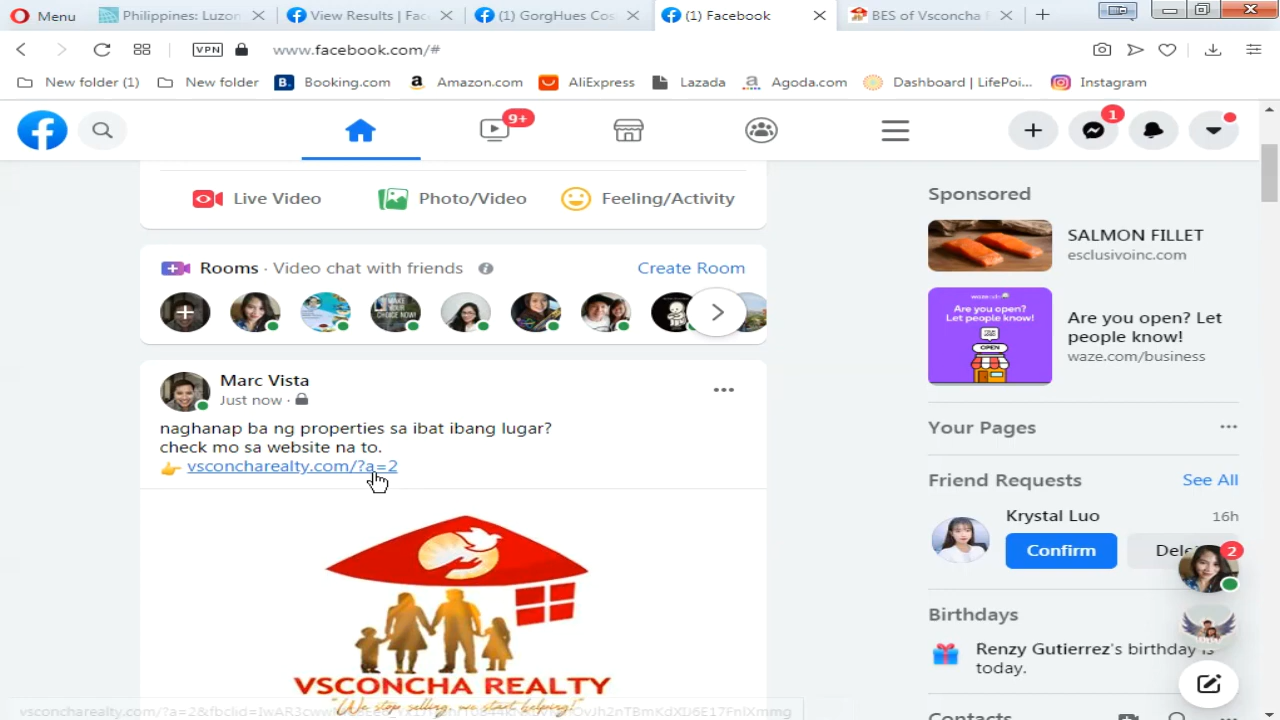 Menu
Philippines: Luzon
View Results | Fac
(1) GorgHues Cos
(1) Facebook
BES of Vsconcha
VPN
www.facebook.com/#
New folder (1)
New folder
Booking.com
Amazon.com
AliExpress
Lazada
Agoda.com
Dashboard | LifePoi...
Instagram
9+
1
Live Video
Photo/Video
Feeling/Activity
Rooms · Video chat with friends
Create Room
Marc Vista
Just now ·
naghanap ba ng properties sa ibat ibang lugar?
check mo sa website na to.
👉 vsconcharealty.com/?a=2
VSCONCHA REALTY
"We stop selling, we start helping!"
Sponsored
SALMON FILLET
esclusivoinc.com
Are you open?
Let people know!
OPEN
Are you open? Let
people know!
waze.com/business
Your Pages
Friend Requests
See All
Krystal Luo
16h
Confirm
2
Birthdays
Renzy Gutierrez's birthday is
today.
Contacts